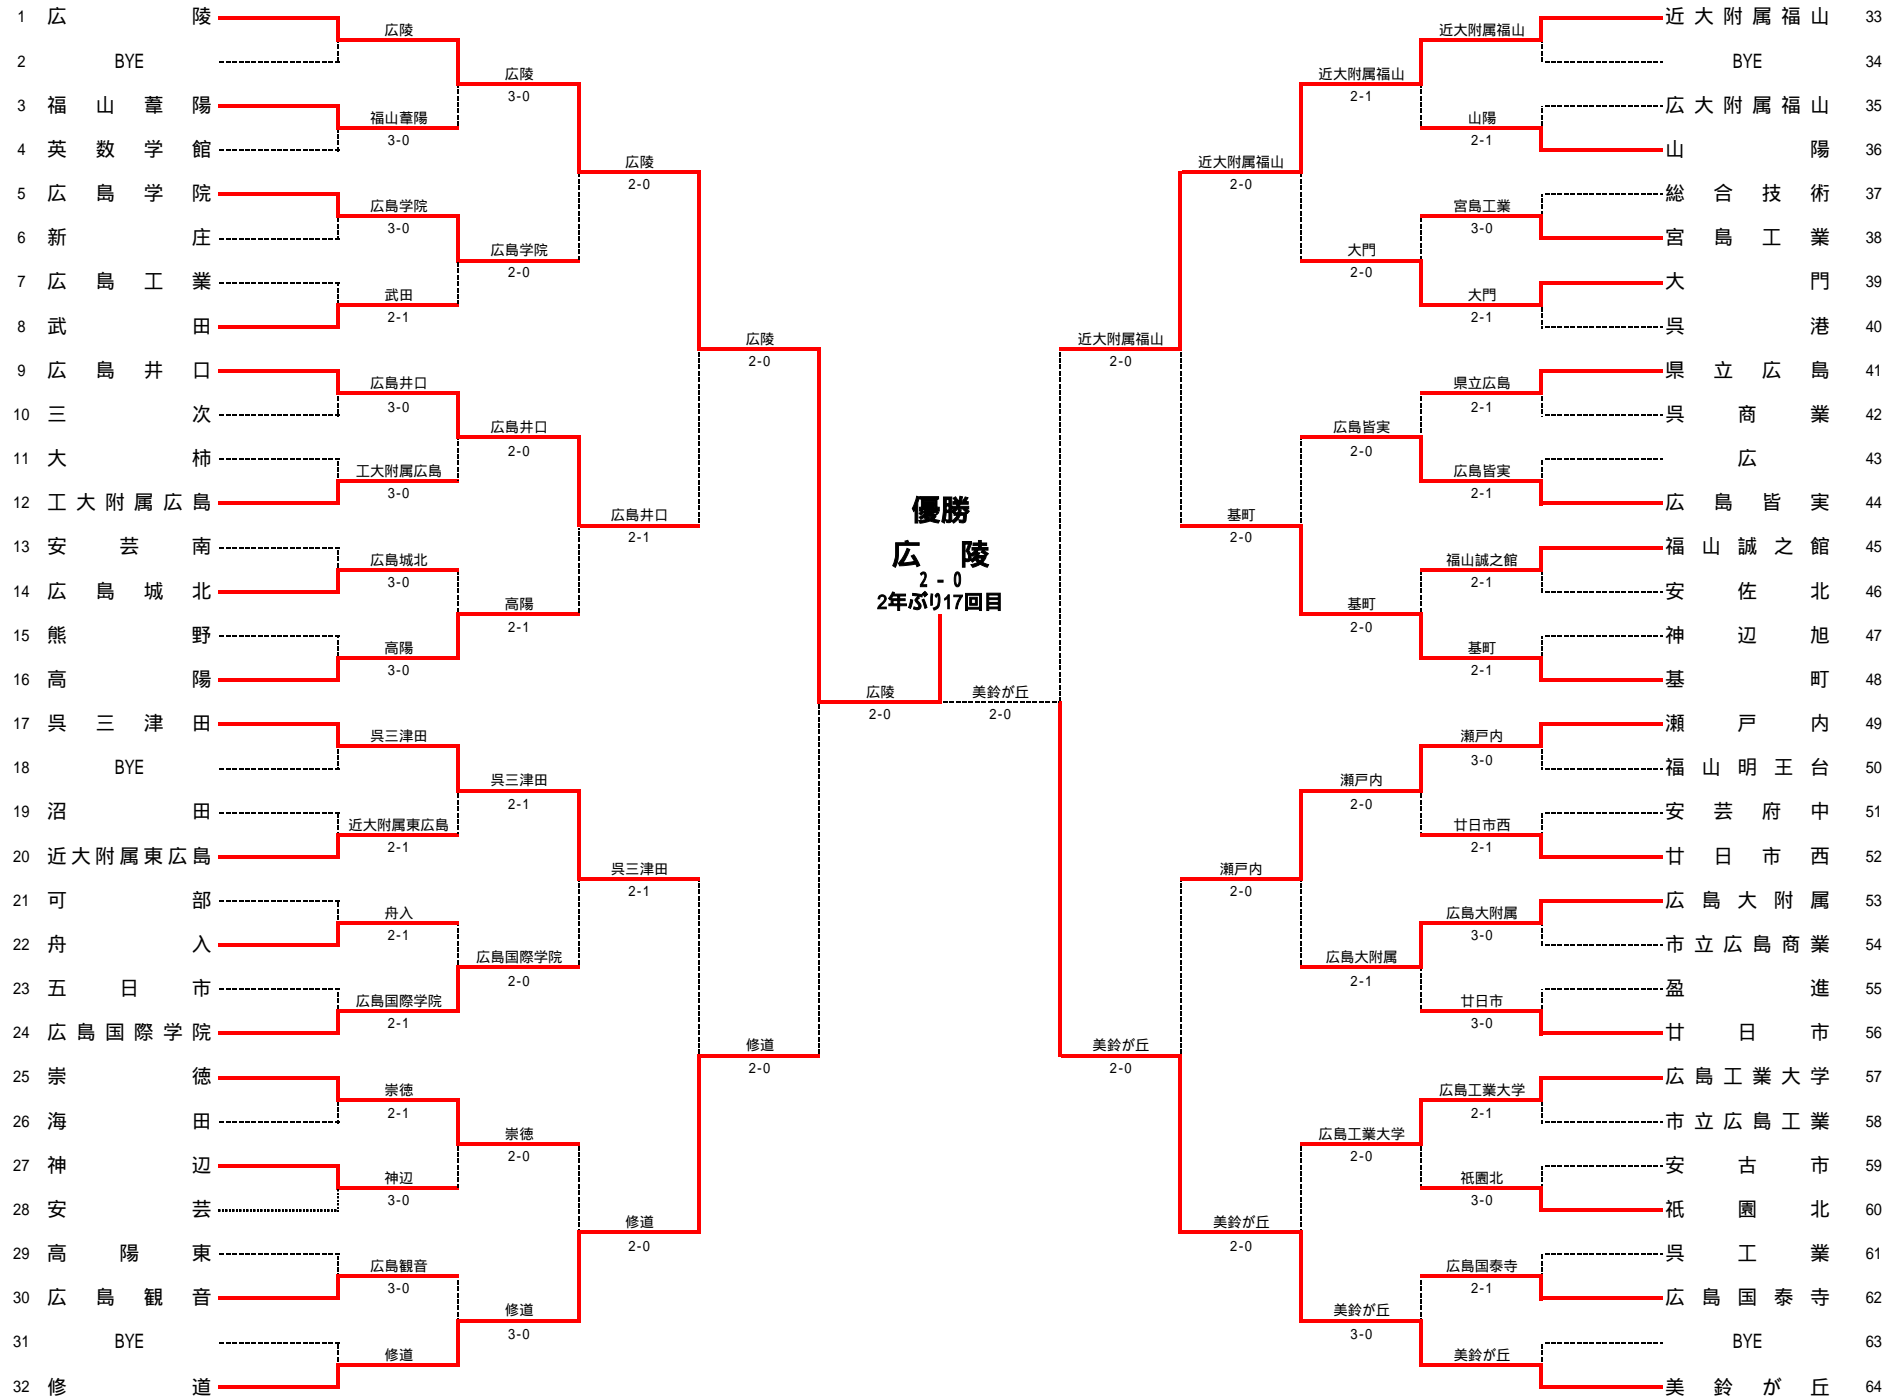 1 広陵
2 BYE
3 福山葦陽
4 英数学館
5 広島学院
6 新庄
7 広島工業
8 武田
9 広島井口
10 三次
11 大柿
12 工大附属広島
13 安芸南
14 広島城北
15 熊野
16 高陽
17 呉三津田
18 BYE
19 沼田
20 近大附属東広島
21 可部
22 舟入
23 五日市
24 広島国際学院
25 崇徳
26 海田
27 神辺
28 安芸
29 高陽東
30 広島観音
31 BYE
32 修道
広陵
福山葦陽
3-0
広島学院
3-0
武田
2-1
広島井口
3-0
工大附属広島
3-0
広島城北
3-0
高陽
3-0
呉三津田
近大附属東広島
2-1
舟入
2-1
広島国際学院
2-1
崇徳
2-1
神辺
3-0
広島観音
3-0
修道
広陵
3-0
広島学院
2-0
広島井口
2-0
高陽
2-1
呉三津田
2-1
広島国際学院
2-0
崇徳
2-0
修道
3-0
広陵
2-0
広島井口
2-1
呉三津田
2-1
修道
2-0
広陵
2-0
修道
2-0
広陵
2-0
優勝
広 陵
2 - 0
2年ぶり17回目
美鈴が丘
2-0
近大附属福山
2-0
美鈴が丘
2-0
近大附属福山
2-0
基町
2-0
瀬戸内
2-0
美鈴が丘
2-0
近大附属福山
2-1
大門
2-0
広島皆実
2-0
基町
2-0
瀬戸内
2-0
広島大附属
2-1
広島工業大学
2-0
美鈴が丘
3-0
近大附属福山
山陽
2-1
宮島工業
3-0
大門
2-1
県立広島
2-1
広島皆実
2-1
福山誠之館
2-1
基町
2-1
瀬戸内
3-0
廿日市西
2-1
広島大附属
3-0
廿日市
3-0
広島工業大学
2-1
祇園北
3-0
広島国泰寺
2-1
美鈴が丘
近大附属福山 33
BYE 34
広大附属福山 35
山陽 36
総合技術 37
宮島工業 38
大門 39
呉港 40
県立広島 41
呉商業 42
広 43
広島皆実 44
福山誠之館 45
安佐北 46
神辺旭 47
基町 48
瀬戸内 49
福山明王台 50
安芸府中 51
廿日市西 52
広島大附属 53
市立広島商業 54
盈進 55
廿日市 56
広島工業大学 57
市立広島工業 58
安古市 59
祇園北 60
呉工業 61
広島国泰寺 62
BYE 63
美鈴が丘 64